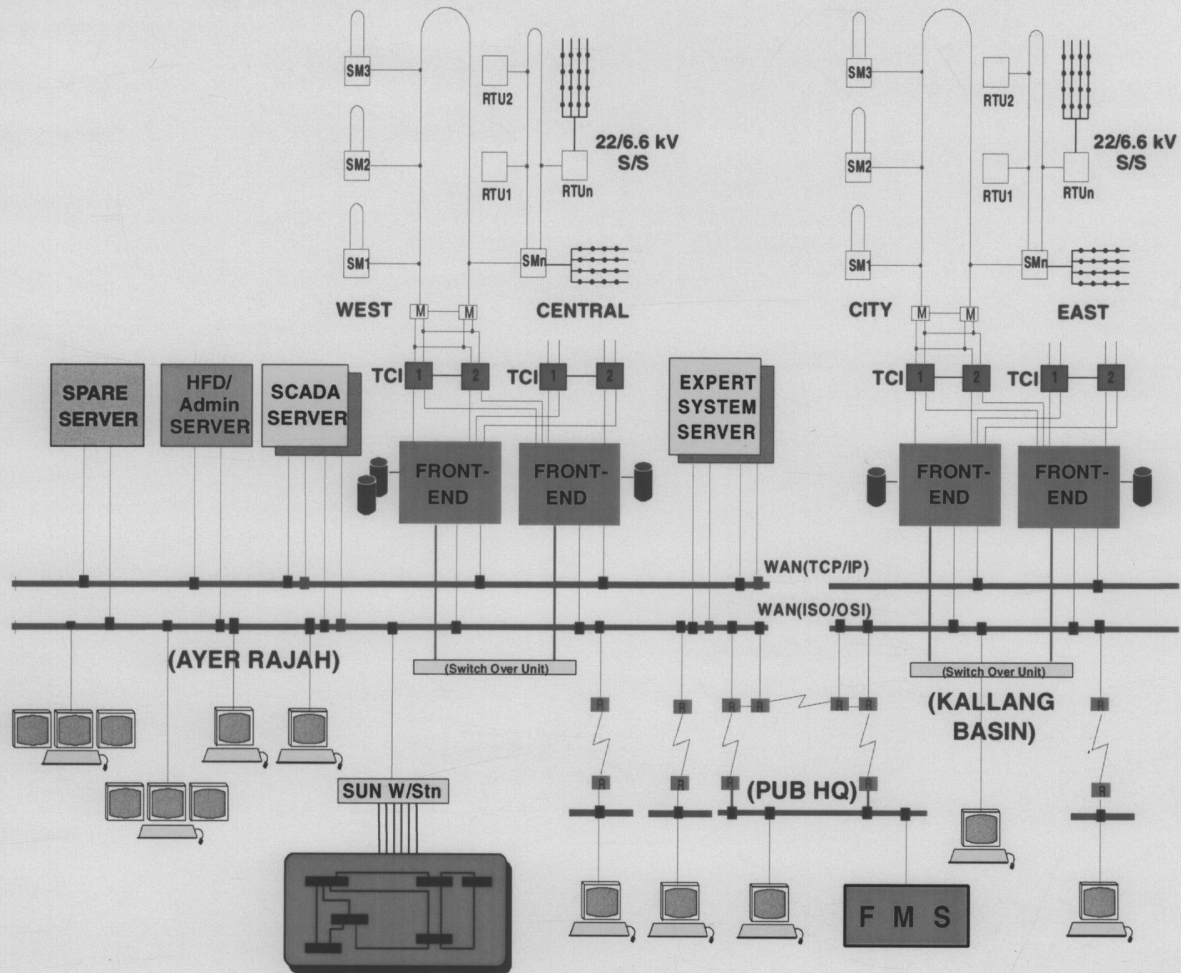 SM3
RTU2
SM2
RTU1
RTUn
22/6.6 kV
S/S
SM1
SMn
WEST
M
M
CENTRAL
TCI
1
2
TCI
1
2
SM3
RTU2
SM2
RTU1
RTUn
22/6.6 kV
S/S
SM1
SMn
CITY
M
M
EAST
TCI
1
2
TCI
1
2
SPARE
SERVER
HFD/
Admin
SERVER
SCADA
SERVER
FRONT-
END
FRONT-
END
EXPERT
SYSTEM
SERVER
FRONT-
END
FRONT-
END
WAN(TCP/IP)
WAN(ISO/OSI)
(AYER RAJAH)
(Switch Over Unit)
(Switch Over Unit)
(KALLANG
BASIN)
R
R
R
R
R
R
R
SUN W/Stn
R
R
R
R
R
(PUB HQ)
F M S